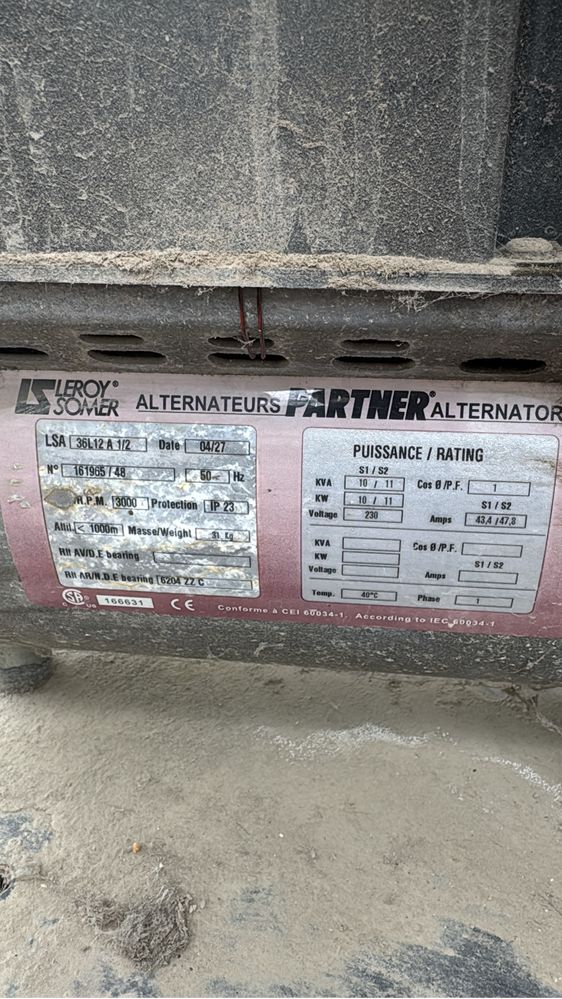 LS LEROY® SOMER ALTERNATEURS PARTNER® ALTERNATOR
LSA 36L12 A 1/2 Date 04/27
N° 161965 / 48 50 Hz
R.P.M. 3000 Protection IP 23
Altit. < 1000m Masse/Weight 31 Kg
Rlt AV/D.E bearing
Rlt AR/N.D.E bearing 6204 ZZ C
PUISSANCE / RATING
S1 / S2
KVA 10 / 11 Cos Ø/P.F. 1
KW 10 / 11 S1 / S2
Voltage 230 Amps 43,4 /47,8
KVA Cos Ø/P.F.
KW S1 / S2
Voltage Amps
Temp. 40°C Phase 1
SA® C US 166631 CE Conforme à CEI 60034-1. According to IEC 60034-1